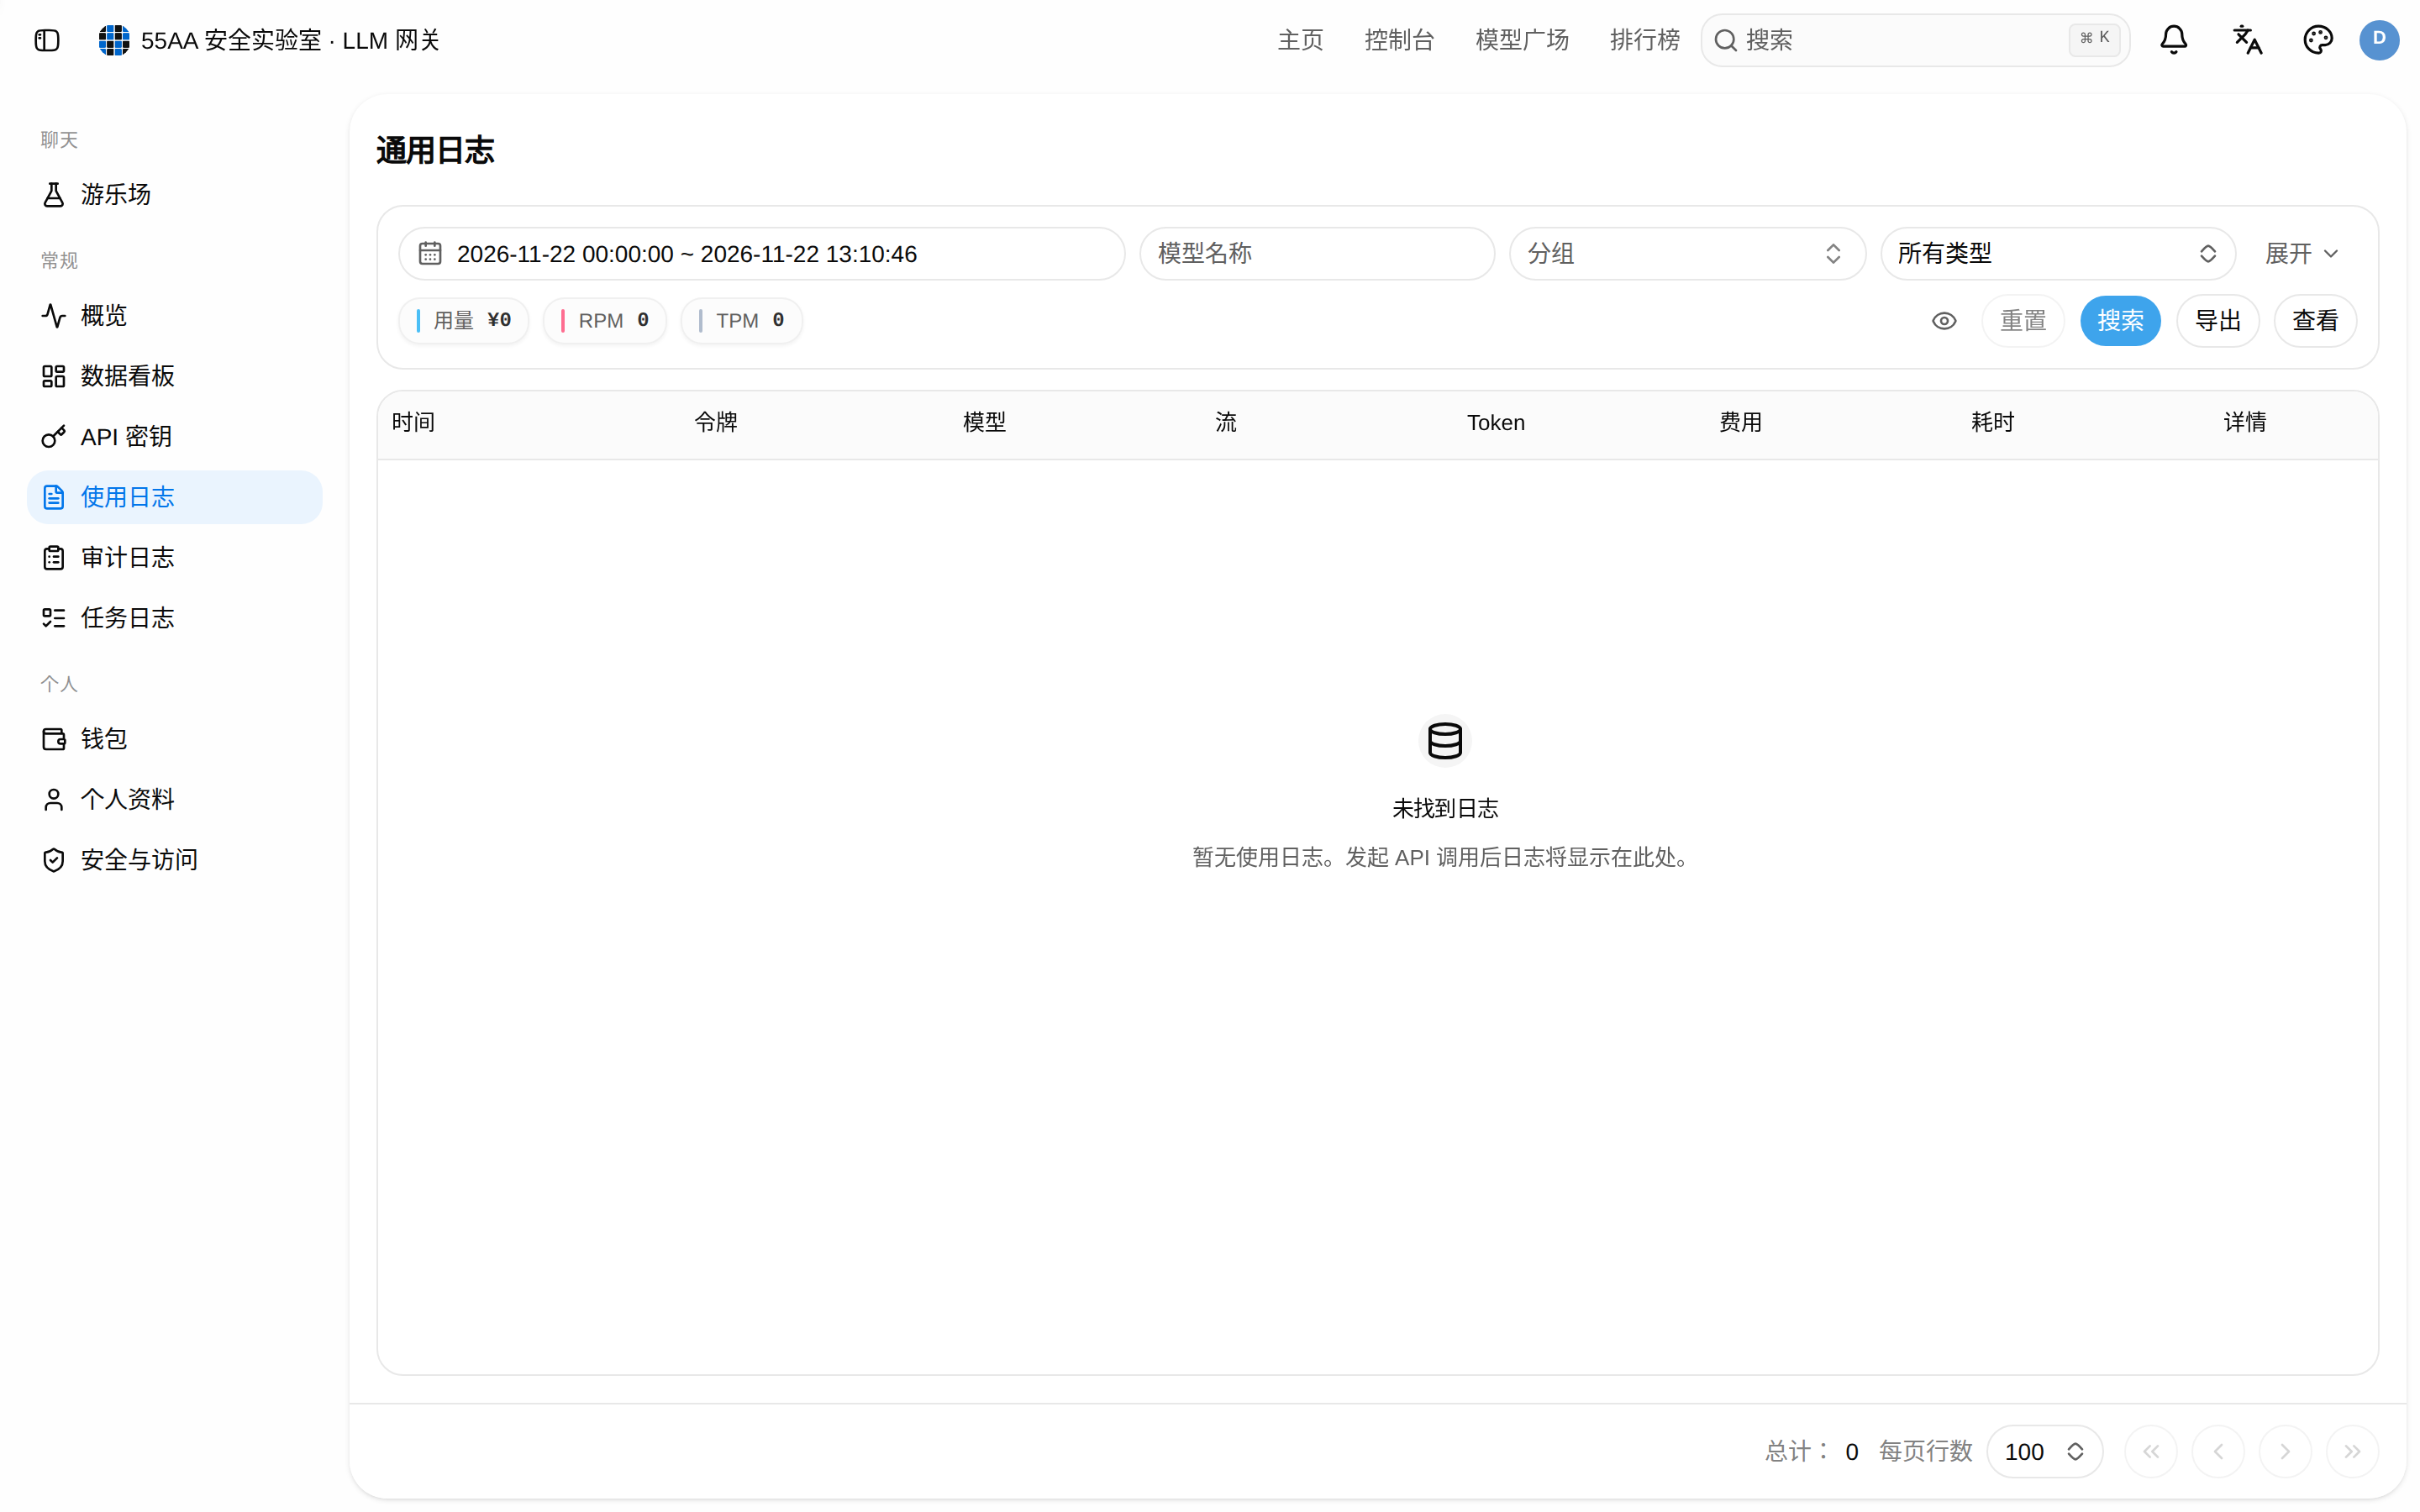 55AA 安全实验室 · LLM 网关
主页 控制台 模型广场 排行榜 搜索 ⌘ K D
聊天
游乐场
常规
概览
数据看板
API 密钥
使用日志
审计日志
任务日志
个人
钱包
个人资料
安全与访问
通用日志
2026-11-22 00:00:00 ~ 2026-11-22 13:10:46 模型名称 分组 所有类型 展开
用量 ¥0 RPM 0 TPM 0 重置 搜索 导出 查看
时间 令牌 模型 流 Token 费用 耗时 详情
未找到日志
暂无使用日志。发起 API 调用后日志将显示在此处。
总计： 0 每页行数 100